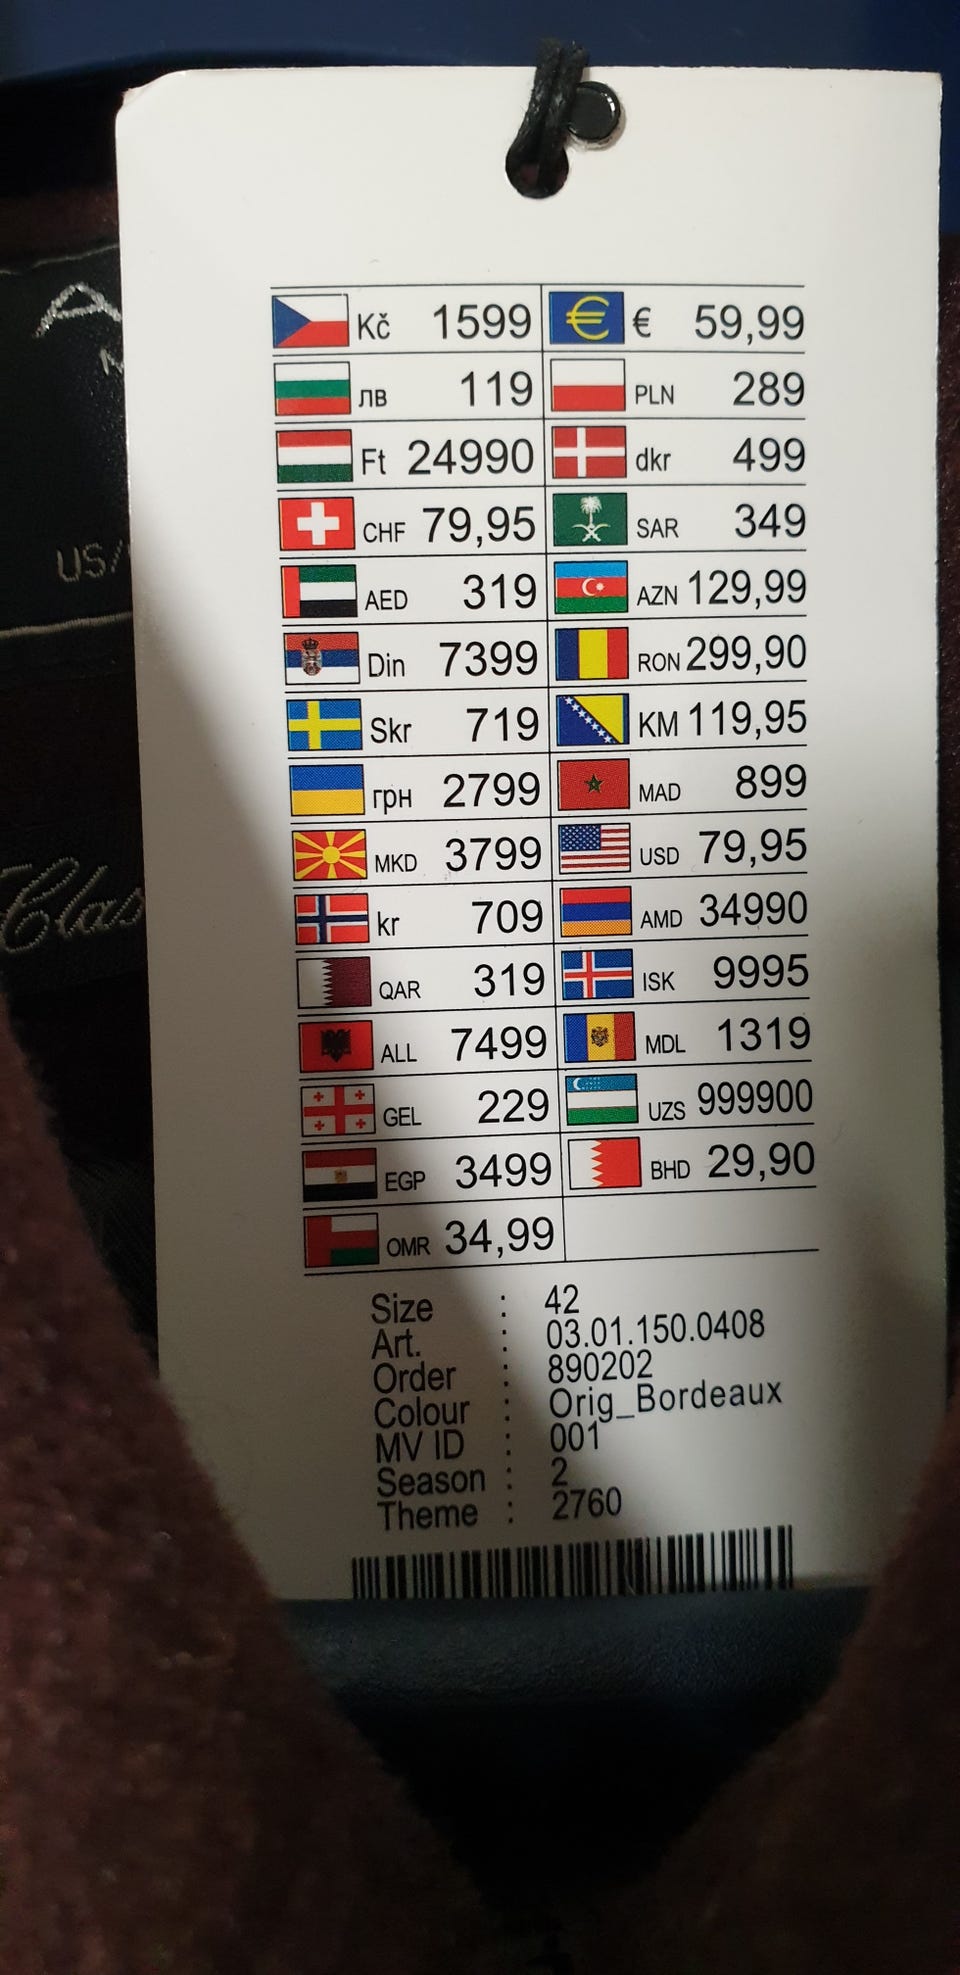 Kč 1599 € 59,99
лв 119 PLN 289
Ft 24990 dkr 499
CHF 79,95 SAR 349
AED 319 AZN 129,99
Din 7399 RON 299,90
Skr 719 KM 119,95
грн 2799 MAD 899
MKD 3799 USD 79,95
kr 709 AMD 34990
QAR 319 ISK 9995
ALL 7499 MDL 1319
GEL 229 UZS 999900
EGP 3499 BHD 29,90
OMR 34,99
Size : 42
Art. : 03.01.150.0408
Order : 890202
Colour : Orig_Bordeaux
MV ID : 001
Season : 2
Theme : 2760
US/